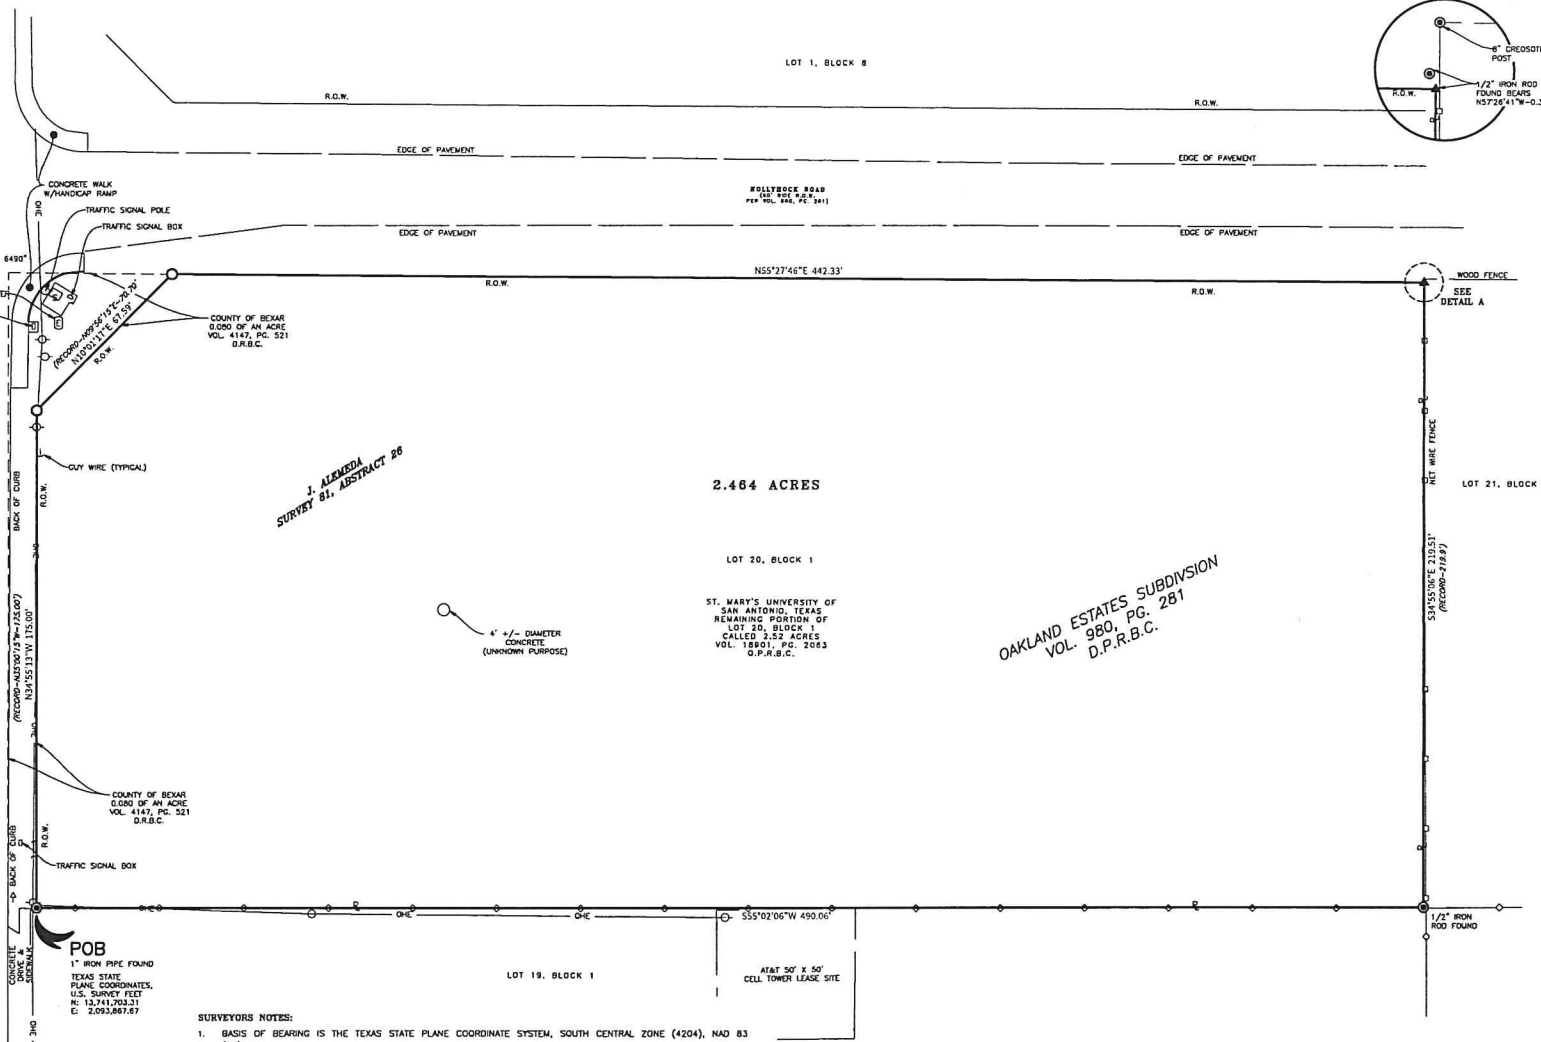 LOT 1, BLOCK 8
R.O.W.
R.O.W.
R.O.W.
POST
1/2" IRON ROD
FOUND BEARS
EDGE OF PAVEMENT
EDGE OF PAVEMENT
CONCRETE WALK
W/HANDICAP RAMP
OHE
TRAFFIC SIGNAL POLE
TRAFFIC SIGNAL BOX
EDGE OF PAVEMENT
EDGE OF PAVEMENT
N55°27'46"E 442.33'
R.O.W.
R.O.W.
WOOD FENCE
SEE
DETAIL A
(RECORD-N09°56'15"E-70.70'
N10°01'17"E 67.59'
R.O.W.
COUNTY OF BEXAR
0.080 OF AN ACRE
VOL. 4147, PG. 521
D.R.B.C.
GUY WIRE (TYPICAL)
BACK OF CURB
R.O.W.
OHE
(RECORD-N35°00'15"W-175.00')
N34°55'13"W 175.00'
OHE
J. ALEMEDA
SURVEY 81, ABSTRACT 26
2.464 ACRES
LOT 20, BLOCK 1
ST. MARY'S UNIVERSITY OF
SAN ANTONIO, TEXAS
REMAINING PORTION OF
LOT 20, BLOCK 1
CALLED 2.52 ACRES
VOL. 18901, PG. 2083
O.P.R.B.C.
4' +/- DIAMETER
CONCRETE
(UNKNOWN PURPOSE)
OAKLAND ESTATES SUBDIVSION
VOL. 980, PG. 281
D.P.R.B.C.
NET WIRE FENCE
LOT 21, BLOCK
S34°55'06"E 219.51'
(RECORD-219.9')
COUNTY OF BEXAR
0.080 OF AN ACRE
VOL. 4147, PG. 521
D.R.B.C.
R.O.W.
BACK OF CURB
TRAFFIC SIGNAL BOX
OHE
OHE
OHE
S55°02'06"W 490.06'
1/2" IRON
ROD FOUND
POB
1" IRON PIPE FOUND
TEXAS STATE
PLANE COORDINATES,
U.S. SURVEY FEET
N: 13,741,703.31
E: 2,093,867.67
CONCRETE
DRIVE &
SIDEWALK
OHE
LOT 19, BLOCK 1
AT&T 50' X 50'
CELL TOWER LEASE SITE
SURVEYORS NOTES:
1. BASIS OF BEARING IS THE TEXAS STATE PLANE COORDINATE SYSTEM, SOUTH CENTRAL ZONE (4204), NAD 83